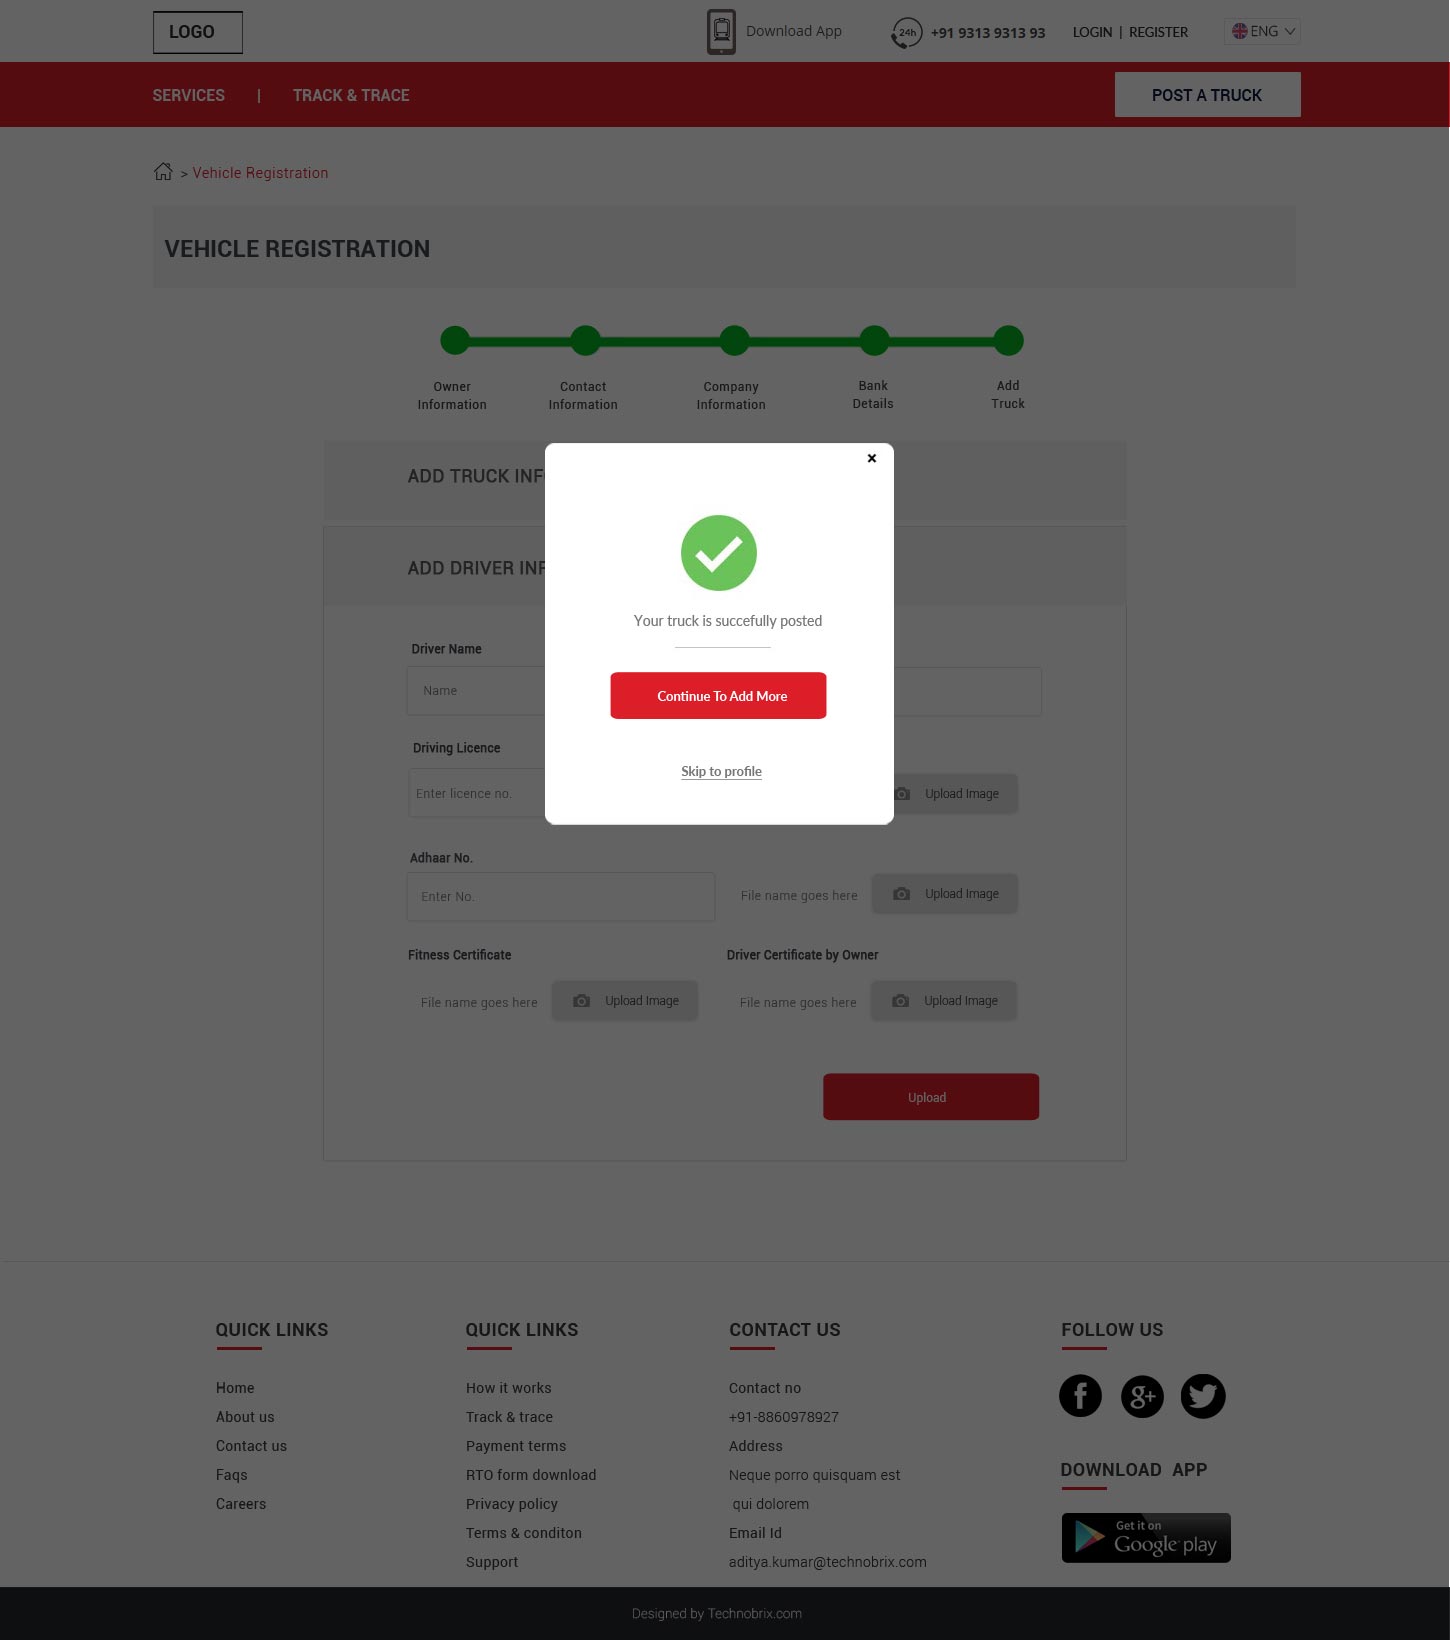 LOGO
Download App
24h
+91 9313 9313 93
LOGIN | REGISTER
ENG
SERVICES | TRACK & TRACE
POST A TRUCK
> Vehicle Registration
VEHICLE REGISTRATION
Owner
Information
Contact
Information
Company
Information
Bank
Details
Add
Truck
ADD TRUCK INF
ADD DRIVER INF
×
Your truck is succefully posted
Continue To Add More
Skip to profile
Driver Name
Name
Driving Licence
Enter licence no.
Upload Image
Adhaar No.
Enter No.
File name goes here
Upload Image
Fitness Certificate
Driver Certificate by Owner
File name goes here
Upload Image
File name goes here
Upload Image
Upload
QUICK LINKS
Home
About us
Contact us
Faqs
Careers
QUICK LINKS
How it works
Track & trace
Payment terms
RTO form download
Privacy policy
Terms & conditon
Support
CONTACT US
Contact no
+91-8860978927
Address
Neque porro quisquam est
qui dolorem
Email Id
aditya.kumar@technobrix.com
FOLLOW US
f
g+
DOWNLOAD APP
Get it on
Google play
Designed by Technobrix.com